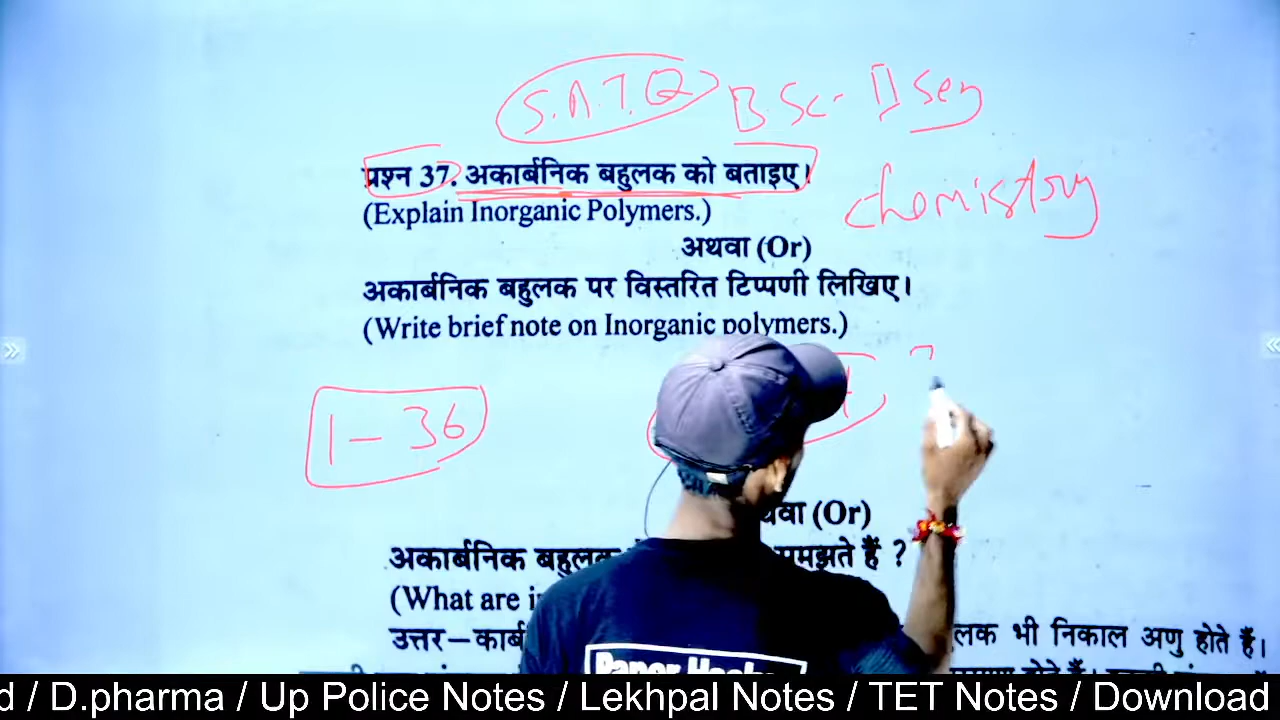 S.A.T.Q B.Sc- II Sem
प्रश्न 37. अकार्बनिक बहुलक को बताइए।
chemistry
(Explain Inorganic Polymers.)
अथवा (Or)
अकार्बनिक बहुलक पर विस्तरित टिप्पणी लिखिए।
(Write brief note on Inorganic polymers.)
1-36
(Or)
अकार्बनिक बहुलक समझते हैं ?
(What are
उत्तर- भी निकाल अणु होते हैं।
/ D.pharma / Up Police Notes / Lekhpal Notes / TET Notes / Download